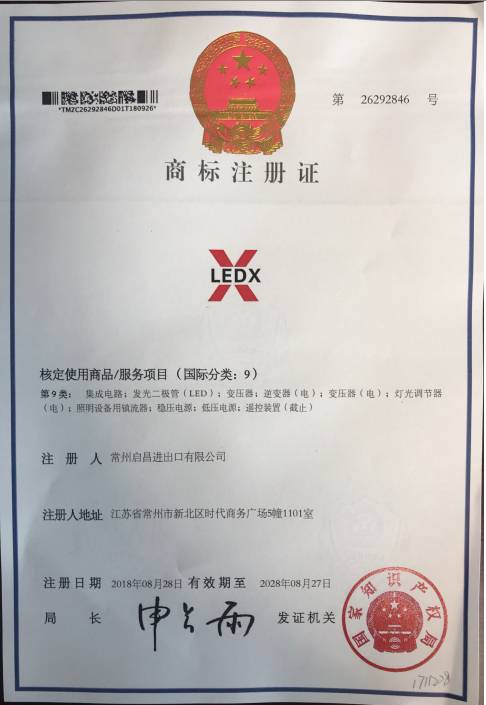 *TMZC26292846D01T180926*
第 26292846 号
商标注册证
LEDX
核定使用商品/服务项目（国际分类：9）
第9类： 集成电路；发光二极管（LED）；变压器；逆变器（电）；变压器（电）；灯光调节器
（电）；照明设备用镇流器；稳压电源；低压电源；遥控装置（截止）
注 册 人 常州启昌进出口有限公司
注册人地址 江苏省常州市新北区时代商务广场5幢1101室
注册日期 2018年08月28日 有效期至 2028年08月27日
局 长 申长雨 发证机关
国家知识产权局
1711208